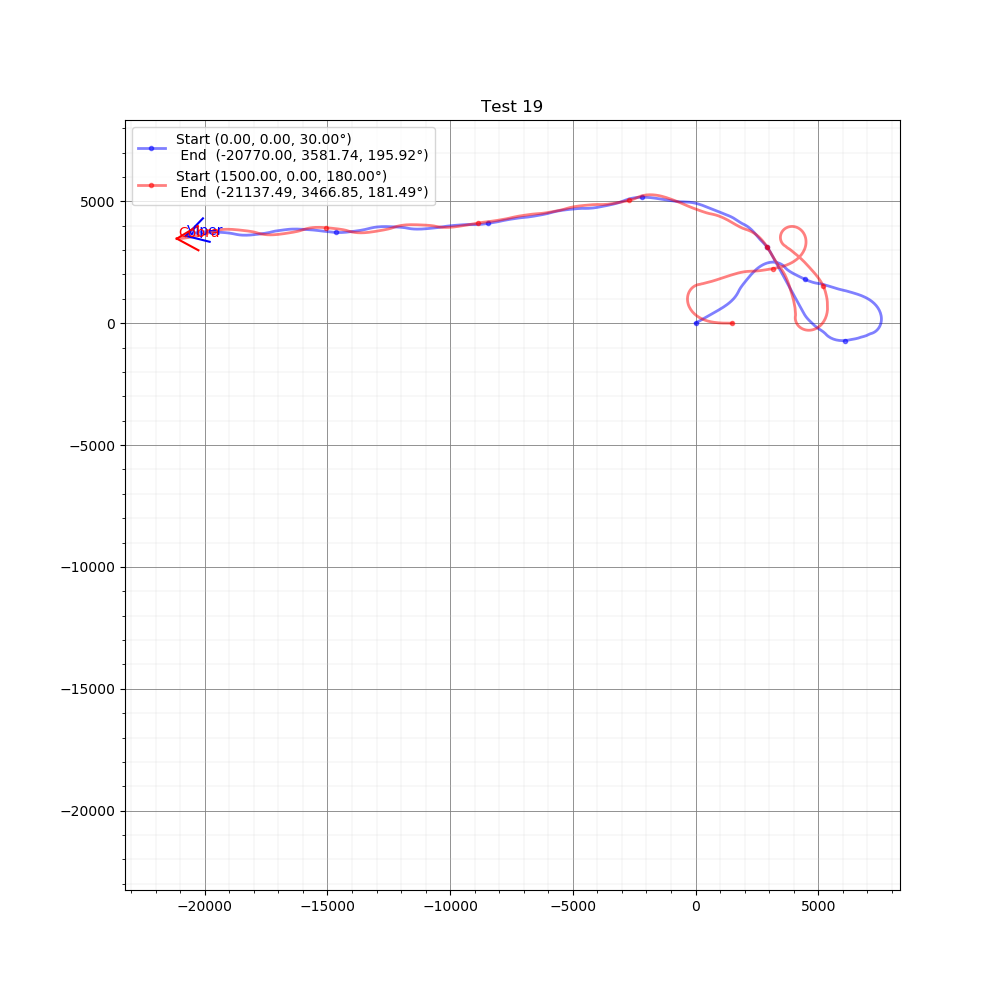 Test 19
Start (0.00, 0.00, 30.00°)
End (-20770.00, 3581.74, 195.92°)
Start (1500.00, 0.00, 180.00°)
End (-21137.49, 3466.85, 181.49°)
5000
0
−5000
−10000
−15000
−20000
Viper
−20000 −15000 −10000 −5000 0 5000